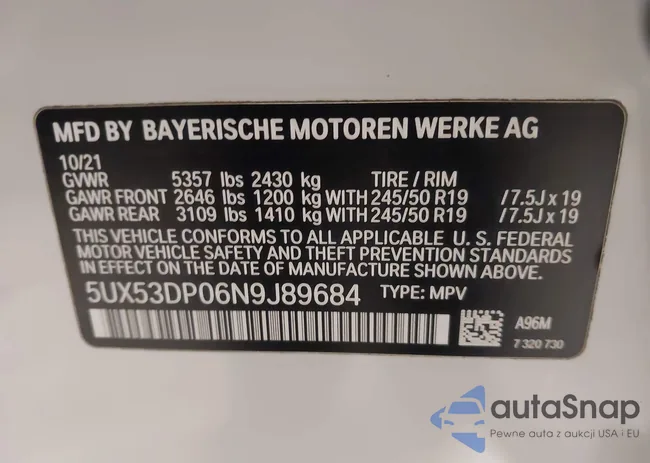 MFD BY BAYERISCHE MOTOREN WERKE AG
10/21
GVWR 5357 lbs 2430 kg TIRE / RIM
GAWR FRONT 2646 lbs 1200 kg WITH 245/50 R19 / 7.5J x 19
GAWR REAR 3109 lbs 1410 kg WITH 245/50 R19 / 7.5J x 19
THIS VEHICLE CONFORMS TO ALL APPLICABLE U. S. FEDERAL
MOTOR VEHICLE SAFETY AND THEFT PREVENTION STANDARDS
IN EFFECT ON THE DATE OF MANUFACTURE SHOWN ABOVE.
5UX53DP06N9J89684 TYPE: MPV
A96M
7 320 730
autaSnap
Pewne auta z aukcji USA i EU